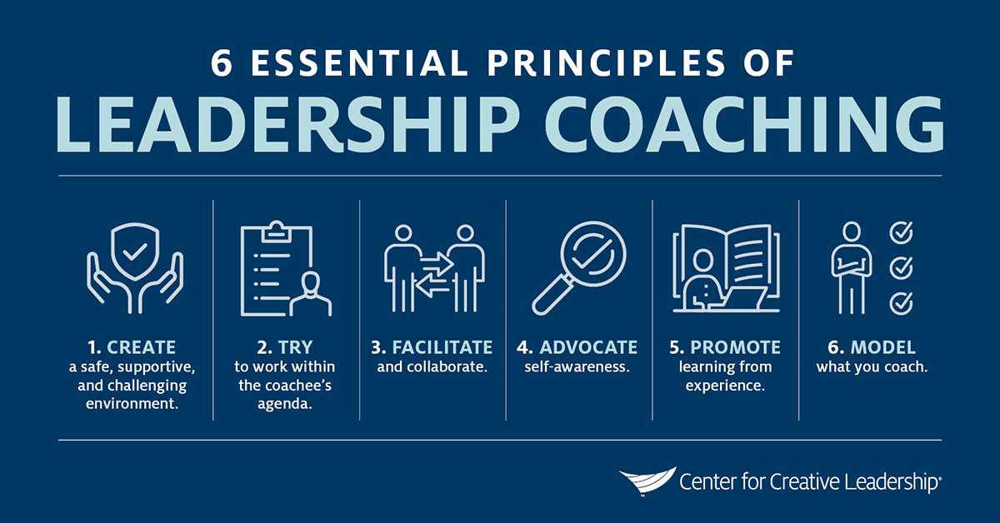 6 ESSENTIAL PRINCIPLES OF
LEADERSHIP COACHING
1. CREATE
a safe, supportive,
and challenging
environment.
2. TRY
to work within
the coachee's
agenda.
3. FACILITATE
and collaborate.
4. ADVOCATE
self-awareness.
5. PROMOTE
learning from
experience.
6. MODEL
what you coach.
Center for Creative Leadership®
™